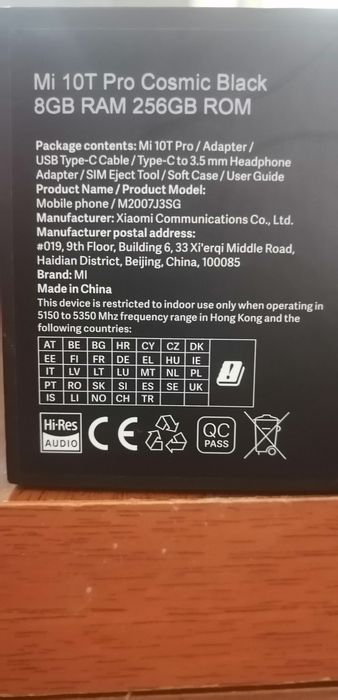 Mi 10T Pro Cosmic Black
8GB RAM 256GB ROM
Package contents: Mi 10T Pro / Adapter /
USB Type-C Cable / Type-C to 3.5 mm Headphone
Adapter / SIM Eject Tool / Soft Case / User Guide
Product Name / Product Model:
Mobile phone / M2007J3SG
Manufacturer: Xiaomi Communications Co., Ltd.
Manufacturer postal address:
#019, 9th Floor, Building 6, 33 Xi'erqi Middle Road,
Haidian District, Beijing, China, 100085
Brand: MI
Made in China
This device is restricted to indoor use only when operating in
5150 to 5350 Mhz frequency range in Hong Kong and the
following countries:
AT BE BG HR CY CZ DK
EE FI FR DE EL HU IE
IT LV LT LU MT NL PL
PT RO SK SI ES SE UK
IS LI NO CH TR
Hi-Res
AUDIO
CE
QC
PASS